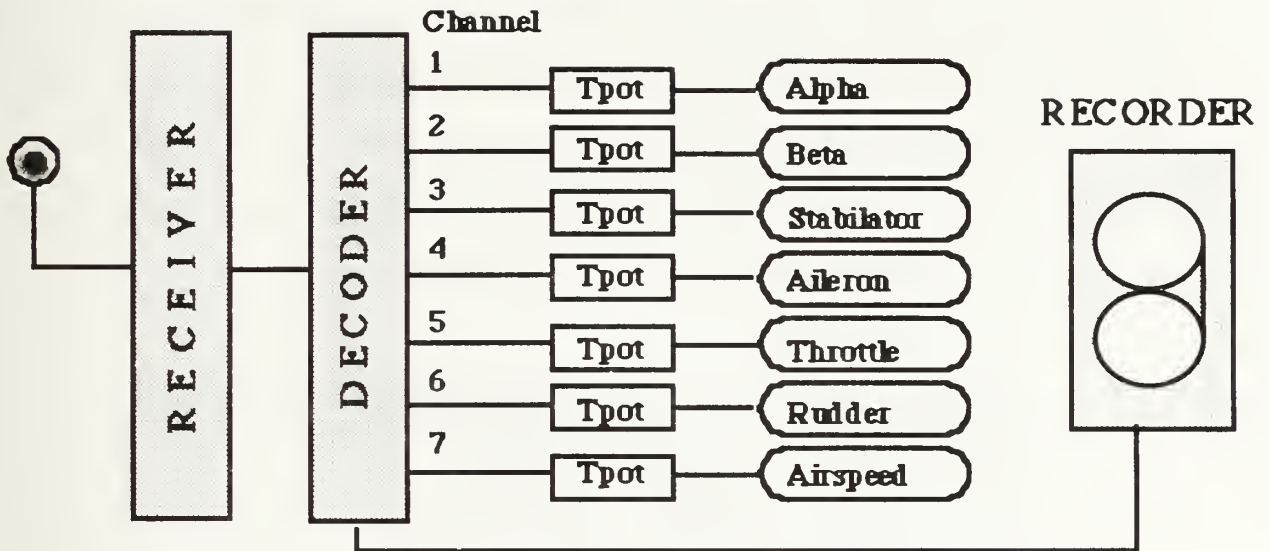 Channel
1
Tpot
Alpha
2
Tpot
Beta
3
Tpot
Stabilator
4
Tpot
Aileron
5
Tpot
Throttle
6
Tpot
Rudder
7
Tpot
Airspeed
RECEIVER
DECODER
RECORDER